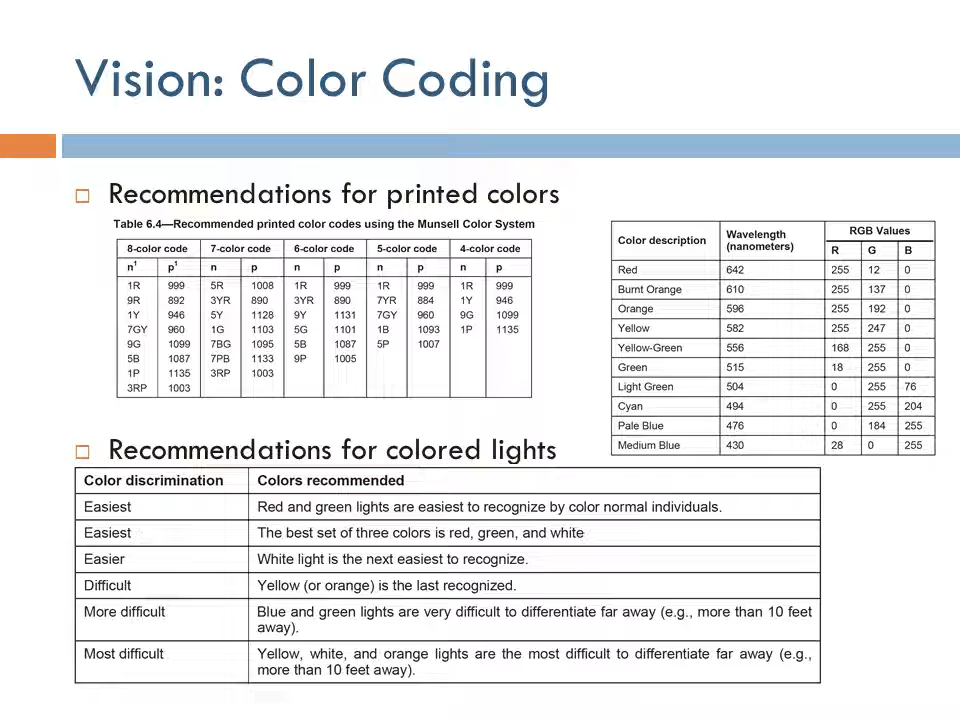 Vision: Color Coding
Recommendations for printed colors
Table 6.4—Recommended printed color codes using the Munsell Color System
8-color code 7-color code 6-color code 5-color code 4-color code
n¹ p¹ n p n p n p n p
1R 999 5R 1008 1R 999 1R 999 1R 999
9R 892 3YR 890 3YR 890 7YR 884 1Y 946
1Y 946 5Y 1128 9Y 1131 7GY 960 9G 1099
7GY 960 1G 1103 5G 1101 1B 1093 1P 1135
9G 1099 7BG 1095 5B 1087 5P 1007
5B 1087 7PB 1133 9P 1005
1P 1135 3RP 1003
3RP 1003
Color description Wavelength (nanometers) RGB Values
R G B
Red 642 255 12 0
Burnt Orange 610 255 137 0
Orange 596 255 192 0
Yellow 582 255 247 0
Yellow-Green 556 168 255 0
Green 515 18 255 0
Light Green 504 0 255 76
Cyan 494 0 255 204
Pale Blue 476 0 184 255
Medium Blue 430 28 0 255
Recommendations for colored lights
Color discrimination Colors recommended
Easiest Red and green lights are easiest to recognize by color normal individuals.
Easiest The best set of three colors is red, green, and white
Easier White light is the next easiest to recognize.
Difficult Yellow (or orange) is the last recognized.
More difficult Blue and green lights are very difficult to differentiate far away (e.g., more than 10 feet
away).
Most difficult Yellow, white, and orange lights are the most difficult to differentiate far away (e.g.,
more than 10 feet away).